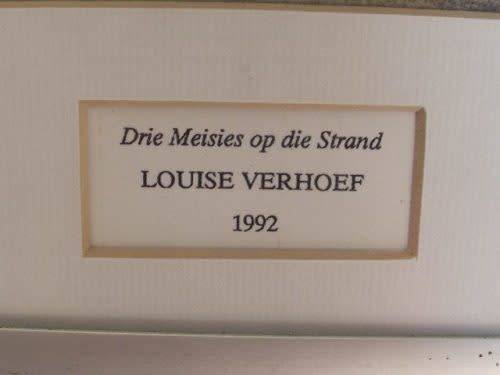 Drie Meisies op die Strand
LOUISE VERHOEF
1992